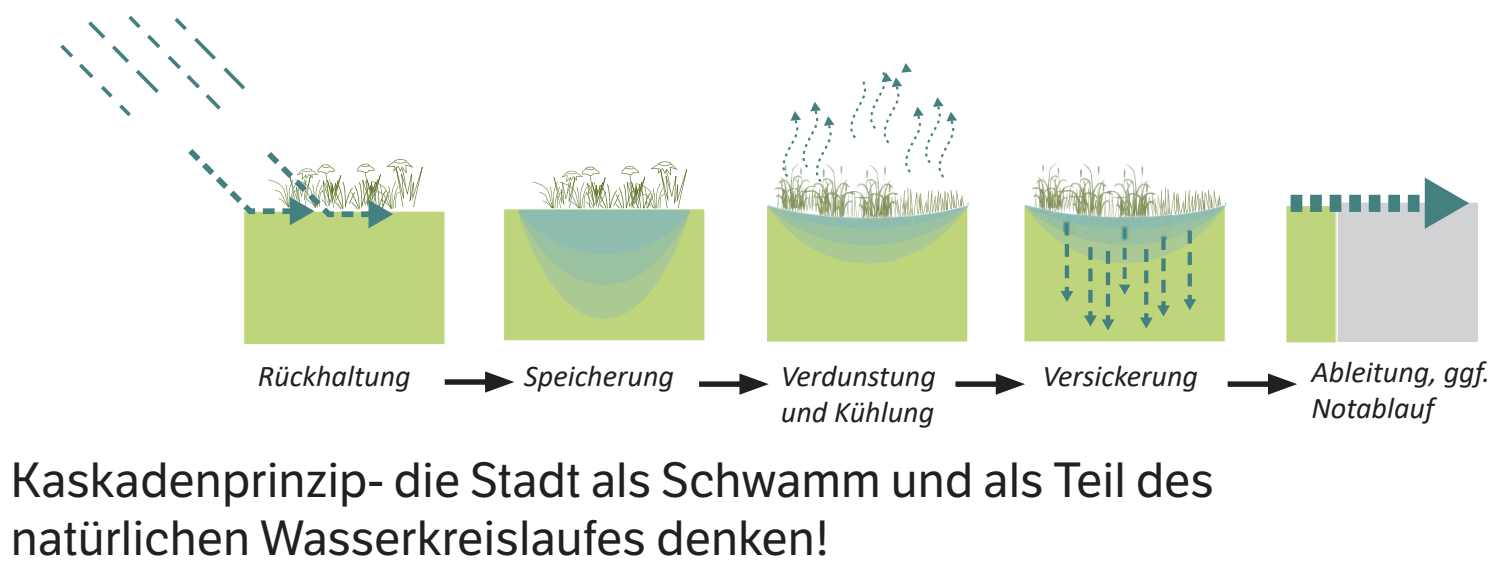 Rückhaltung
Speicherung
Verdunstung
und Kühlung
Versickerung
Ableitung, ggf.
Notablauf
Kaskadenprinzip- die Stadt als Schwamm und als Teil des
natürlichen Wasserkreislaufes denken!